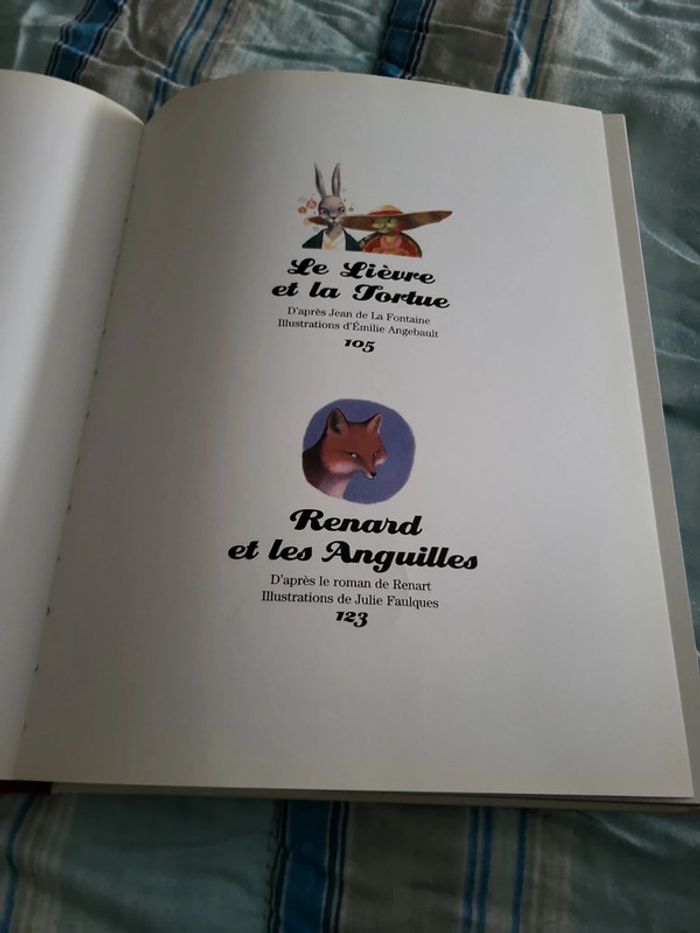 Le Lièvre
et la Tortue
D'après Jean de La Fontaine
Illustrations d'Émilie Angebault
105
Renard
et les Anguilles
D'après le roman de Renart
Illustrations de Julie Faulques
123